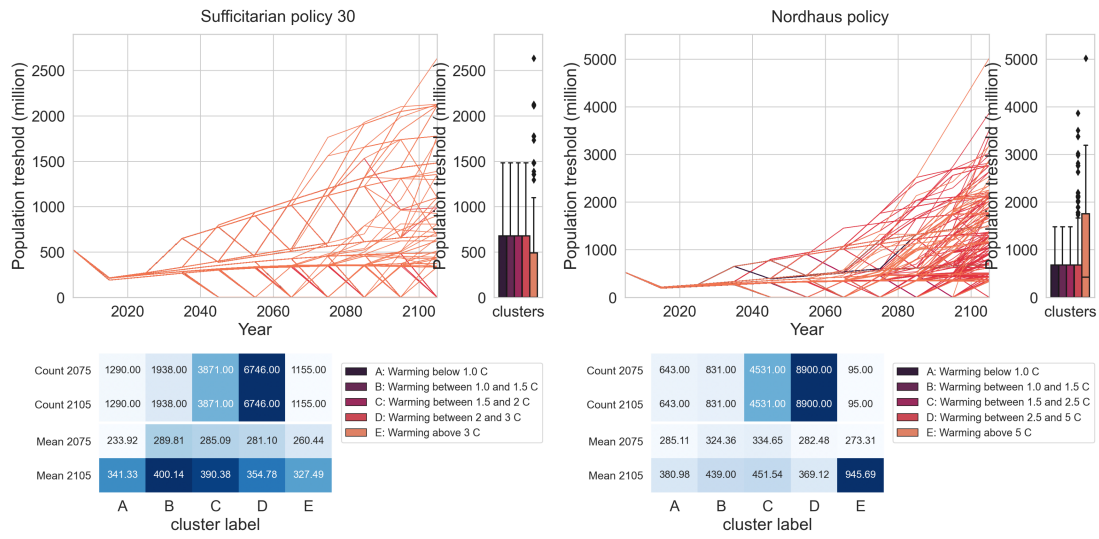 Sufficitarian policy 30
Population treshold (million)
2500
2000
1500
1000
500
0
2020
2040
2060
2080
2100
Year
Population treshold (million)
2500
2000
1500
1000
500
0
clusters
Count 2075 1290.00 1938.00 3871.00 6746.00 1155.00
Count 2105 1290.00 1938.00 3871.00 6746.00 1155.00
Mean 2075 233.92 289.81 285.09 281.10 260.44
Mean 2105 341.33 400.14 390.38 354.78 327.49
A B C D E
cluster label
A: Warming below 1.0 C
B: Warming between 1.0 and 1.5 C
C: Warming between 1.5 and 2 C
D: Warming between 2 and 3 C
E: Warming above 3 C
Nordhaus policy
Population treshold (million)
5000
4000
3000
2000
1000
0
2020
2040
2060
2080
2100
Year
Population treshold (million)
5000
4000
3000
2000
1000
0
clusters
Count 2075 643.00 831.00 4531.00 8900.00 95.00
Count 2105 643.00 831.00 4531.00 8900.00 95.00
Mean 2075 285.11 324.36 334.65 282.48 273.31
Mean 2105 380.98 439.00 451.54 369.12 945.69
A B C D E
cluster label
A: Warming below 1.0 C
B: Warming between 1.0 and 1.5 C
C: Warming between 1.5 and 2.5 C
D: Warming between 2.5 and 5 C
E: Warming above 5 C